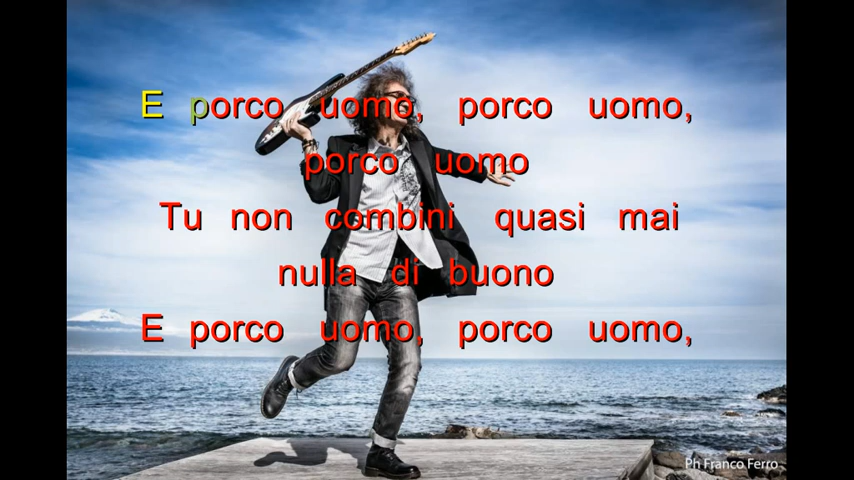 E porco uomo, porco uomo,
porco uomo
Tu non combini quasi mai
nulla di buono
E porco uomo, porco uomo,
Ph Franco Ferro